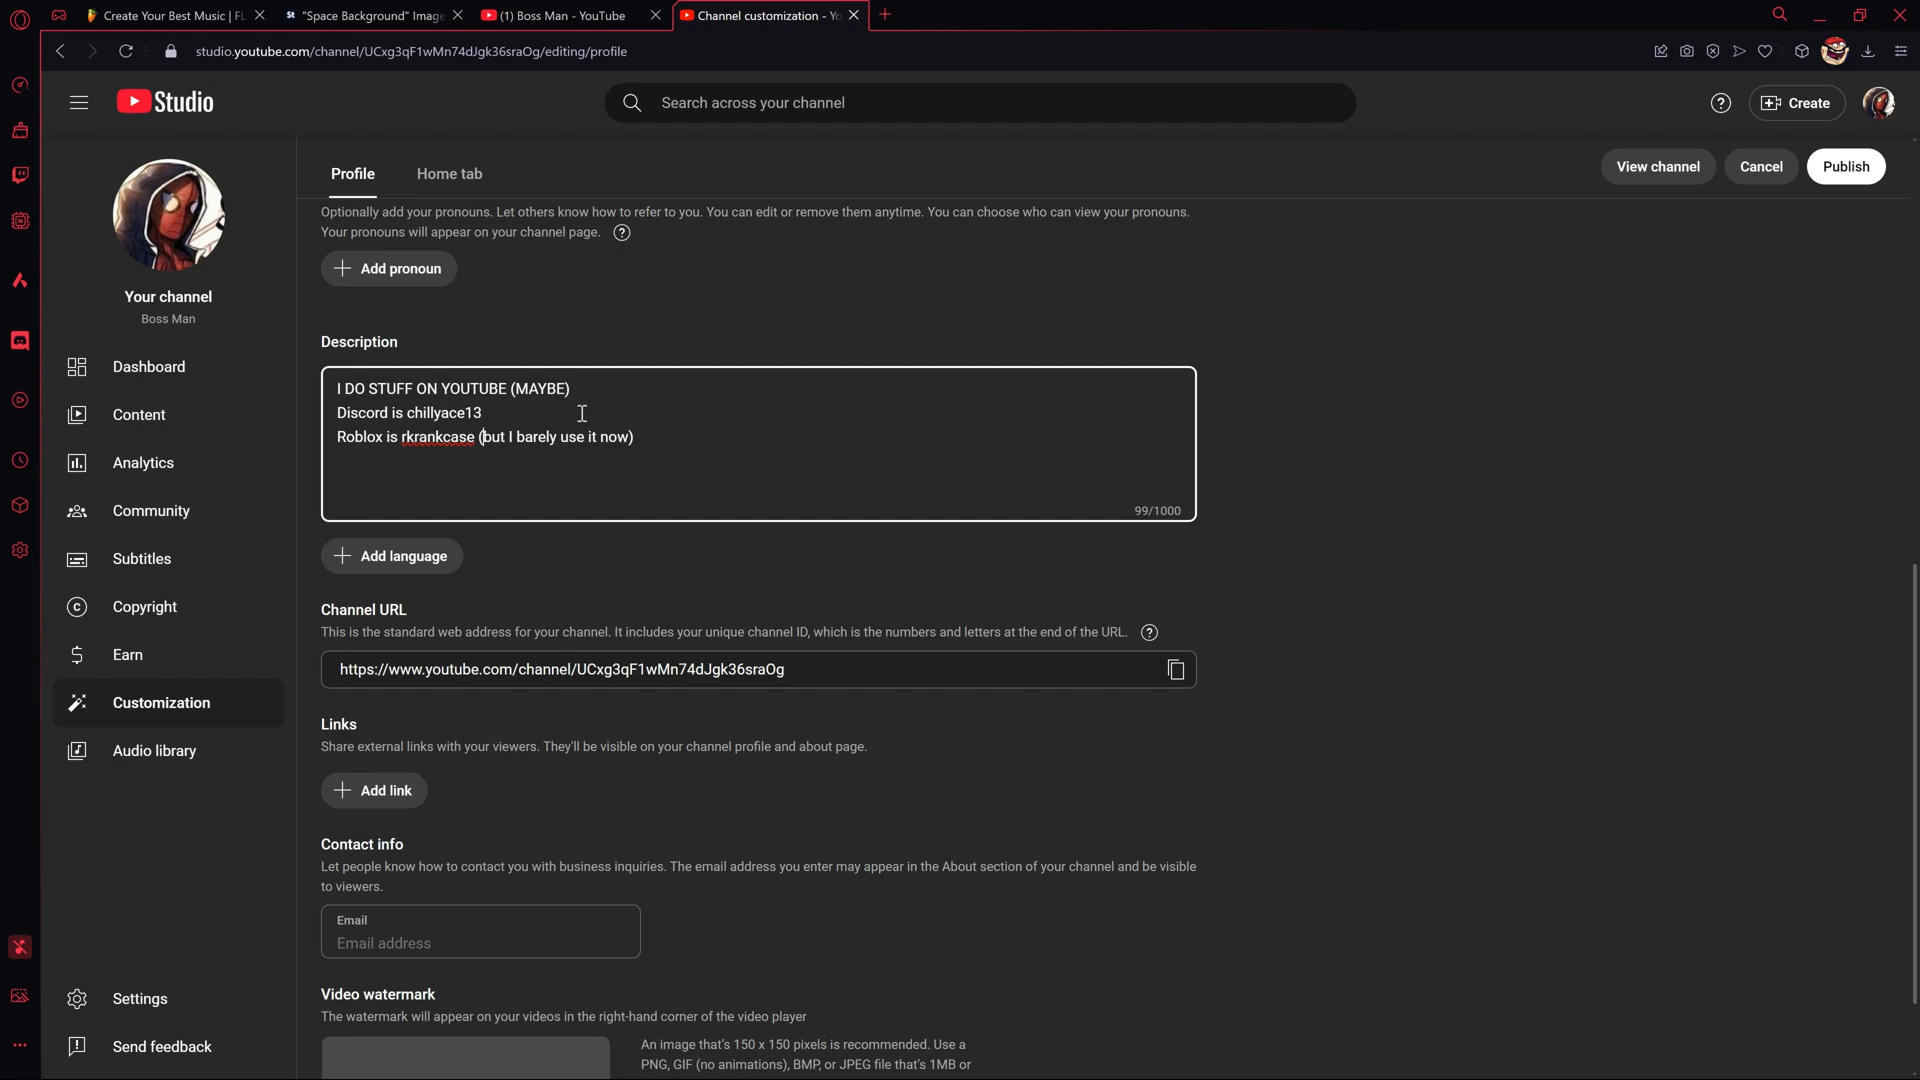 Create Your Best Music | FL
"Space Background" Image
(1) Boss Man - YouTube
Channel customization - Yo
studio.youtube.com/channel/UCxg3qF1wMn74dJgk36sraOg/editing/profile
Studio
Search across your channel
Create
Your channel
Boss Man
Dashboard
Content
Analytics
Community
Subtitles
Copyright
Earn
Customization
Audio library
Settings
Send feedback
Profile
Home tab
View channel
Cancel
Publish
Optionally add your pronouns. Let others know how to refer to you. You can edit or remove them anytime. You can choose who can view your pronouns.
Your pronouns will appear on your channel page.
Add pronoun
Description
I DO STUFF ON YOUTUBE (MAYBE)
Discord is chillyace13
Roblox is rkrankcase (but I barely use it now)
99/1000
Add language
Channel URL
This is the standard web address for your channel. It includes your unique channel ID, which is the numbers and letters at the end of the URL.
https://www.youtube.com/channel/UCxg3qF1wMn74dJgk36sraOg
Links
Share external links with your viewers. They'll be visible on your channel profile and about page.
Add link
Contact info
Let people know how to contact you with business inquiries. The email address you enter may appear in the About section of your channel and be visible
to viewers.
Email
Email address
Video watermark
The watermark will appear on your videos in the right-hand corner of the video player
An image that's 150 x 150 pixels is recommended. Use a
PNG, GIF (no animations), BMP, or JPEG file that's 1MB or